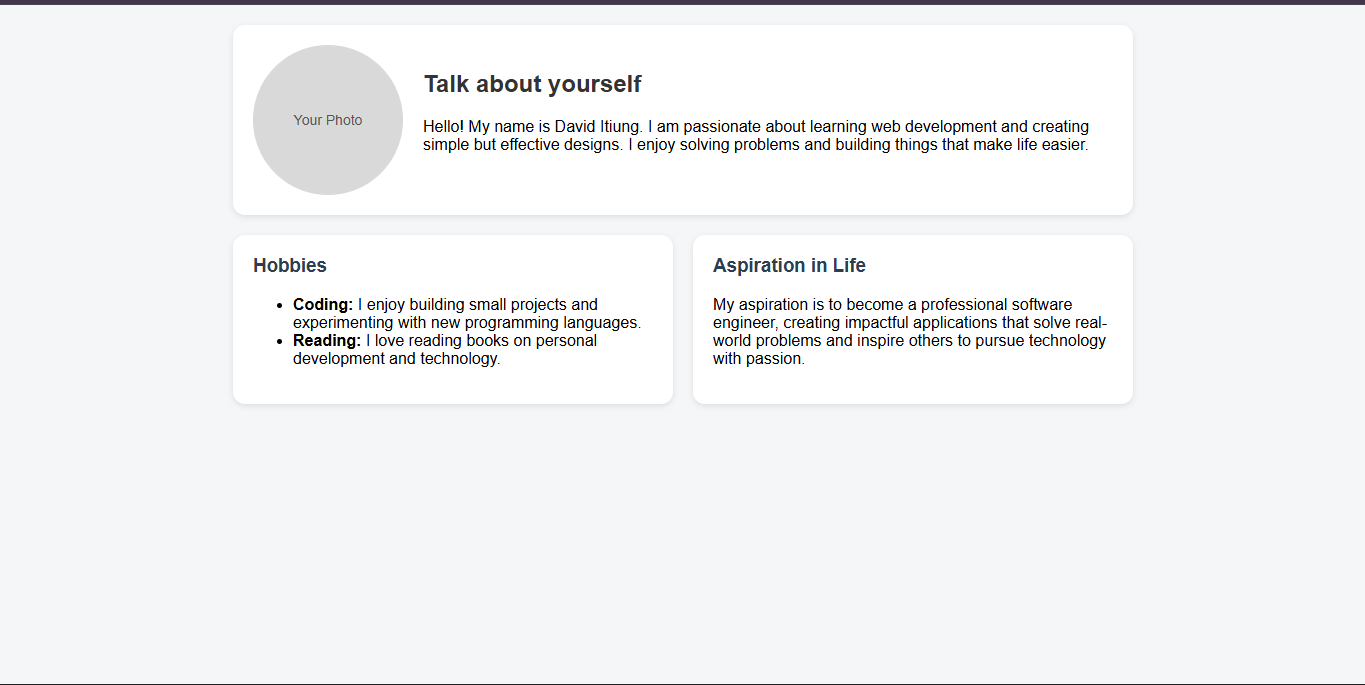 Your Photo
Talk about yourself
Hello! My name is David Itiung. I am passionate about learning web development and creating
simple but effective designs. I enjoy solving problems and building things that make life easier.
Hobbies
• Coding: I enjoy building small projects and
experimenting with new programming languages.
• Reading: I love reading books on personal
development and technology.
Aspiration in Life
My aspiration is to become a professional software
engineer, creating impactful applications that solve real-
world problems and inspire others to pursue technology
with passion.